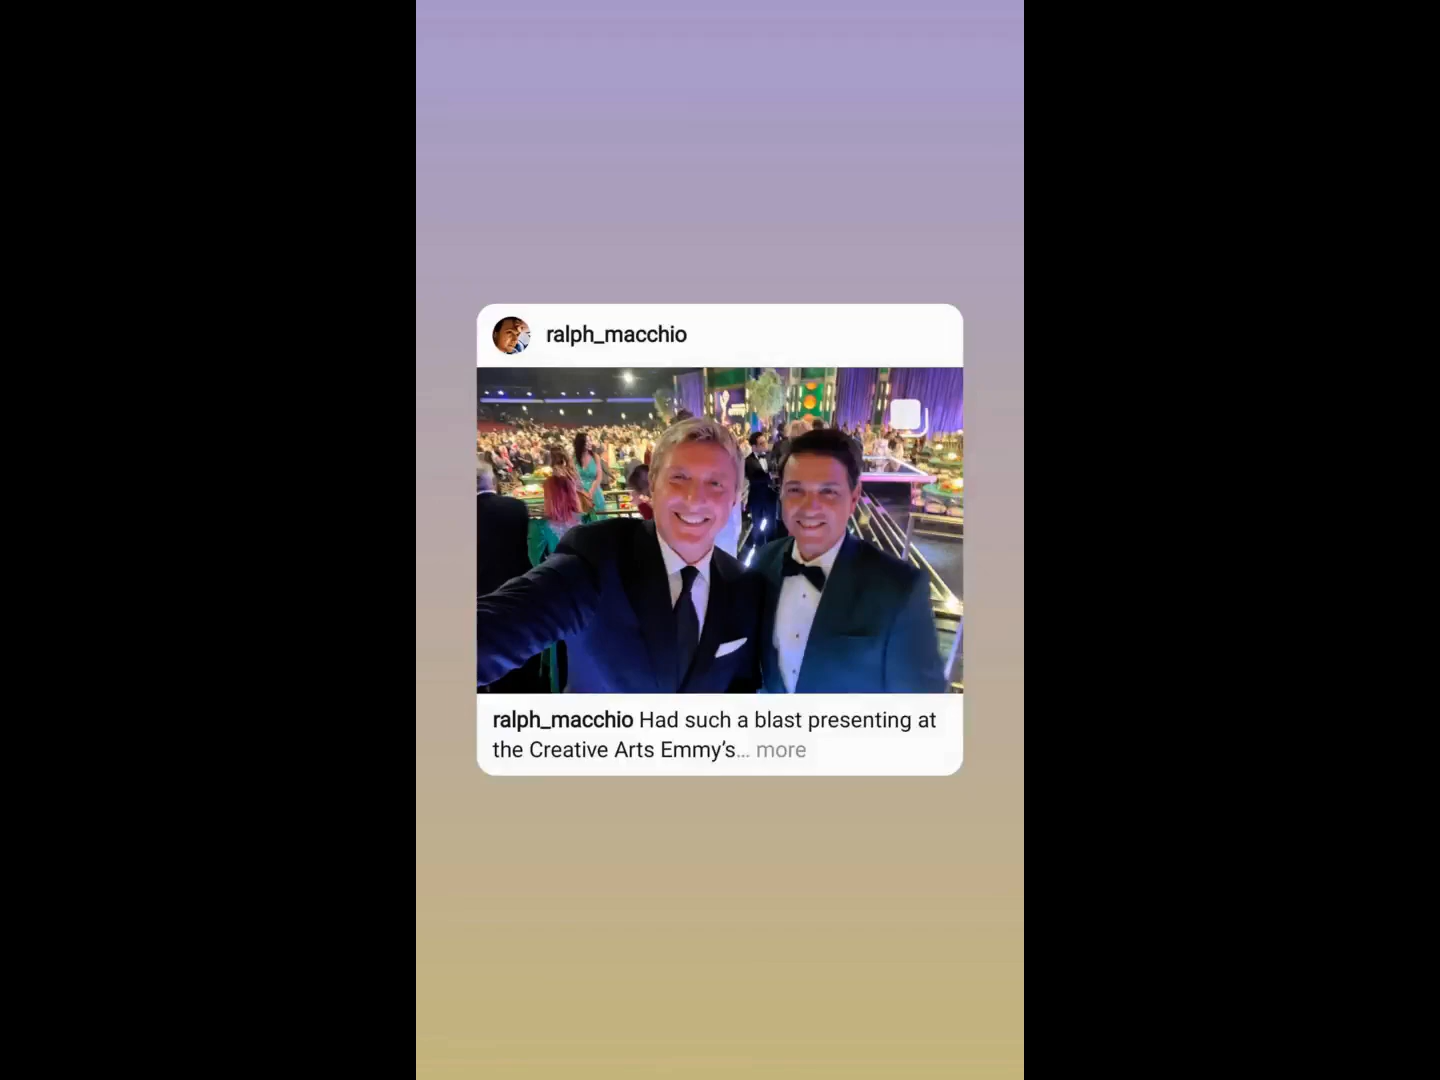 ralph_macchio
ralph_macchio Had such a blast presenting at
the Creative Arts Emmy’s... more